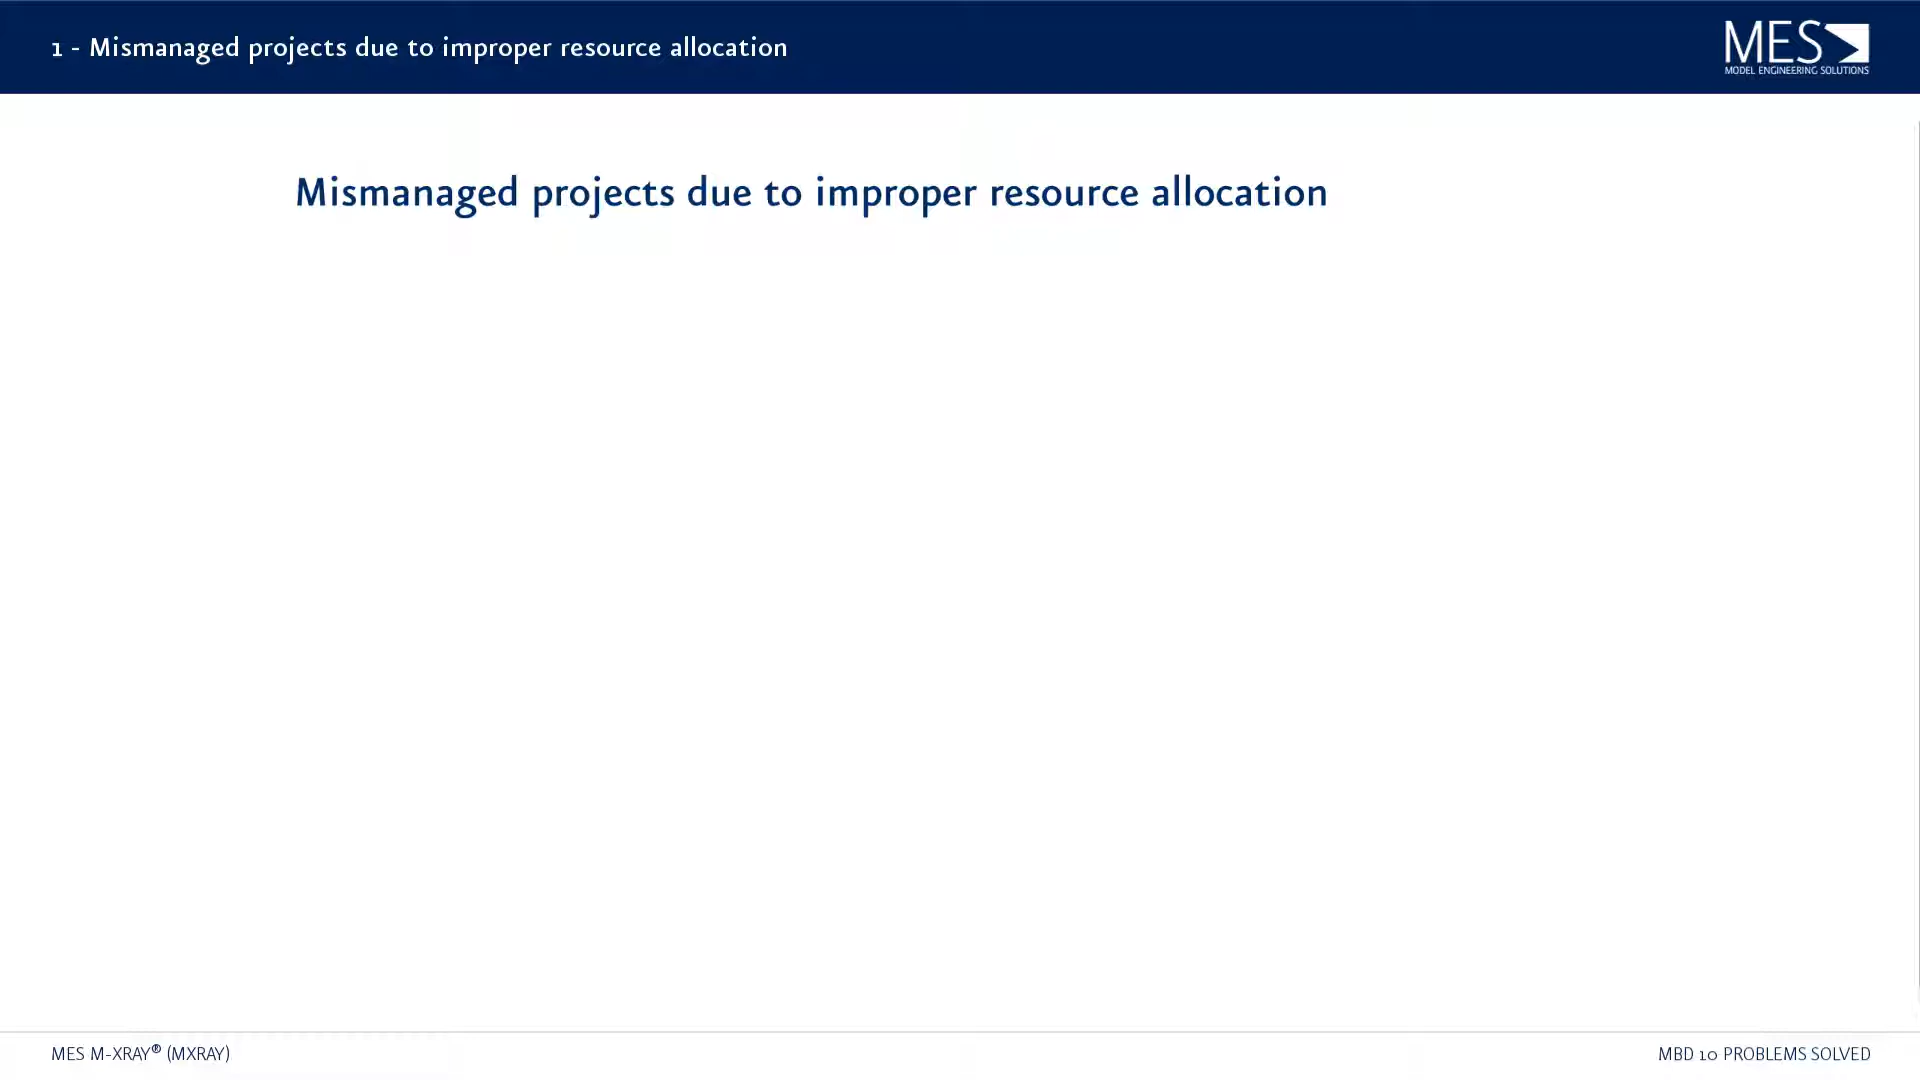 1 - Mismanaged projects due to improper resource allocation
MES
MODEL ENGINEERING SOLUTIONS
Mismanaged projects due to improper resource allocation
MES M-XRAY® (MXRAY)
MBD 10 PROBLEMS SOLVED